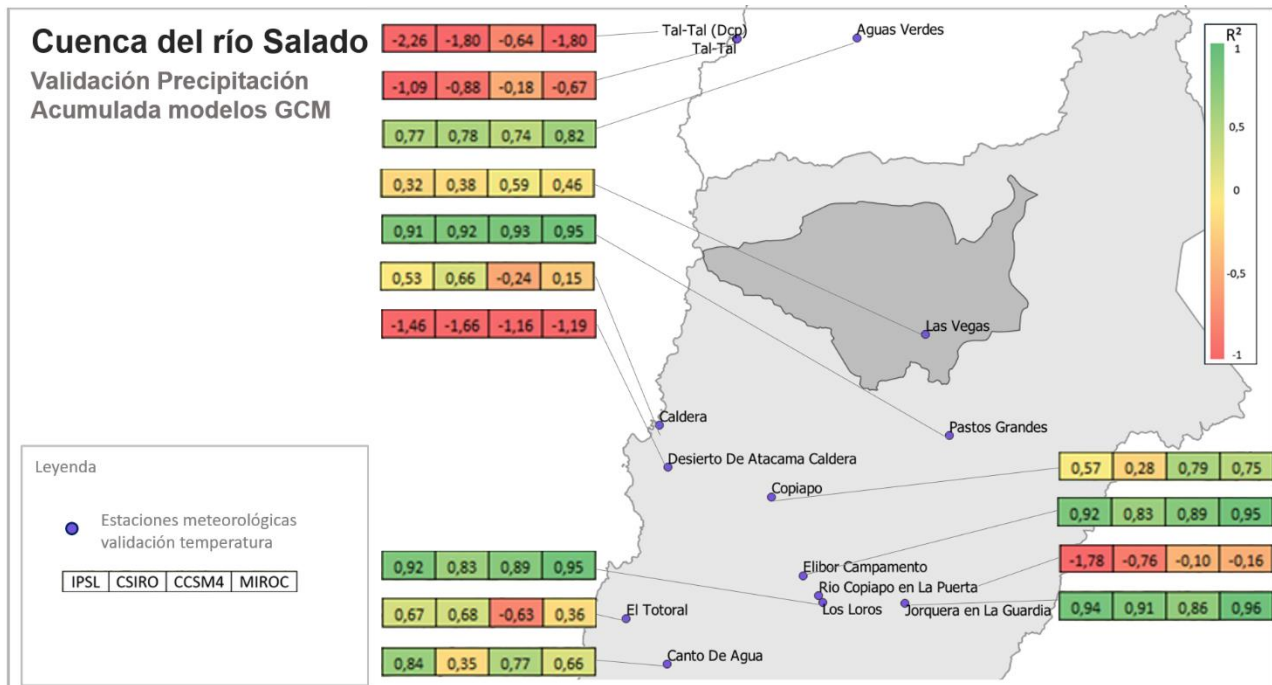 Cuenca del río Salado
Validación Precipitación
Acumulada modelos GCM
-2,26 -1,80 -0,64 -1,80
-1,09 -0,88 -0,18 -0,67
0,77 0,78 0,74 0,82
0,32 0,38 0,59 0,46
0,91 0,92 0,93 0,95
0,53 0,66 -0,24 0,15
-1,46 -1,66 -1,16 -1,19
Tal-Tal (Dcp)
Tal-Tal
Aguas Verdes
R²
1
0,5
0
-0,5
-1
Las Vegas
Caldera
Pastos Grandes
Desierto De Atacama Caldera
Copiapo
0,57 0,28 0,79 0,75
0,92 0,83 0,89 0,95
-1,78 -0,76 -0,10 -0,16
0,94 0,91 0,86 0,96
Elibor Campamento
Rio Copiapo en La Puerta
Los Loros
Jorquera en La Guardia
El Totoral
Canto De Agua
0,92 0,83 0,89 0,95
0,67 0,68 -0,63 0,36
0,84 0,35 0,77 0,66
Leyenda
Estaciones meteorológicas
validación temperatura
IPSL CSIRO CCSM4 MIROC